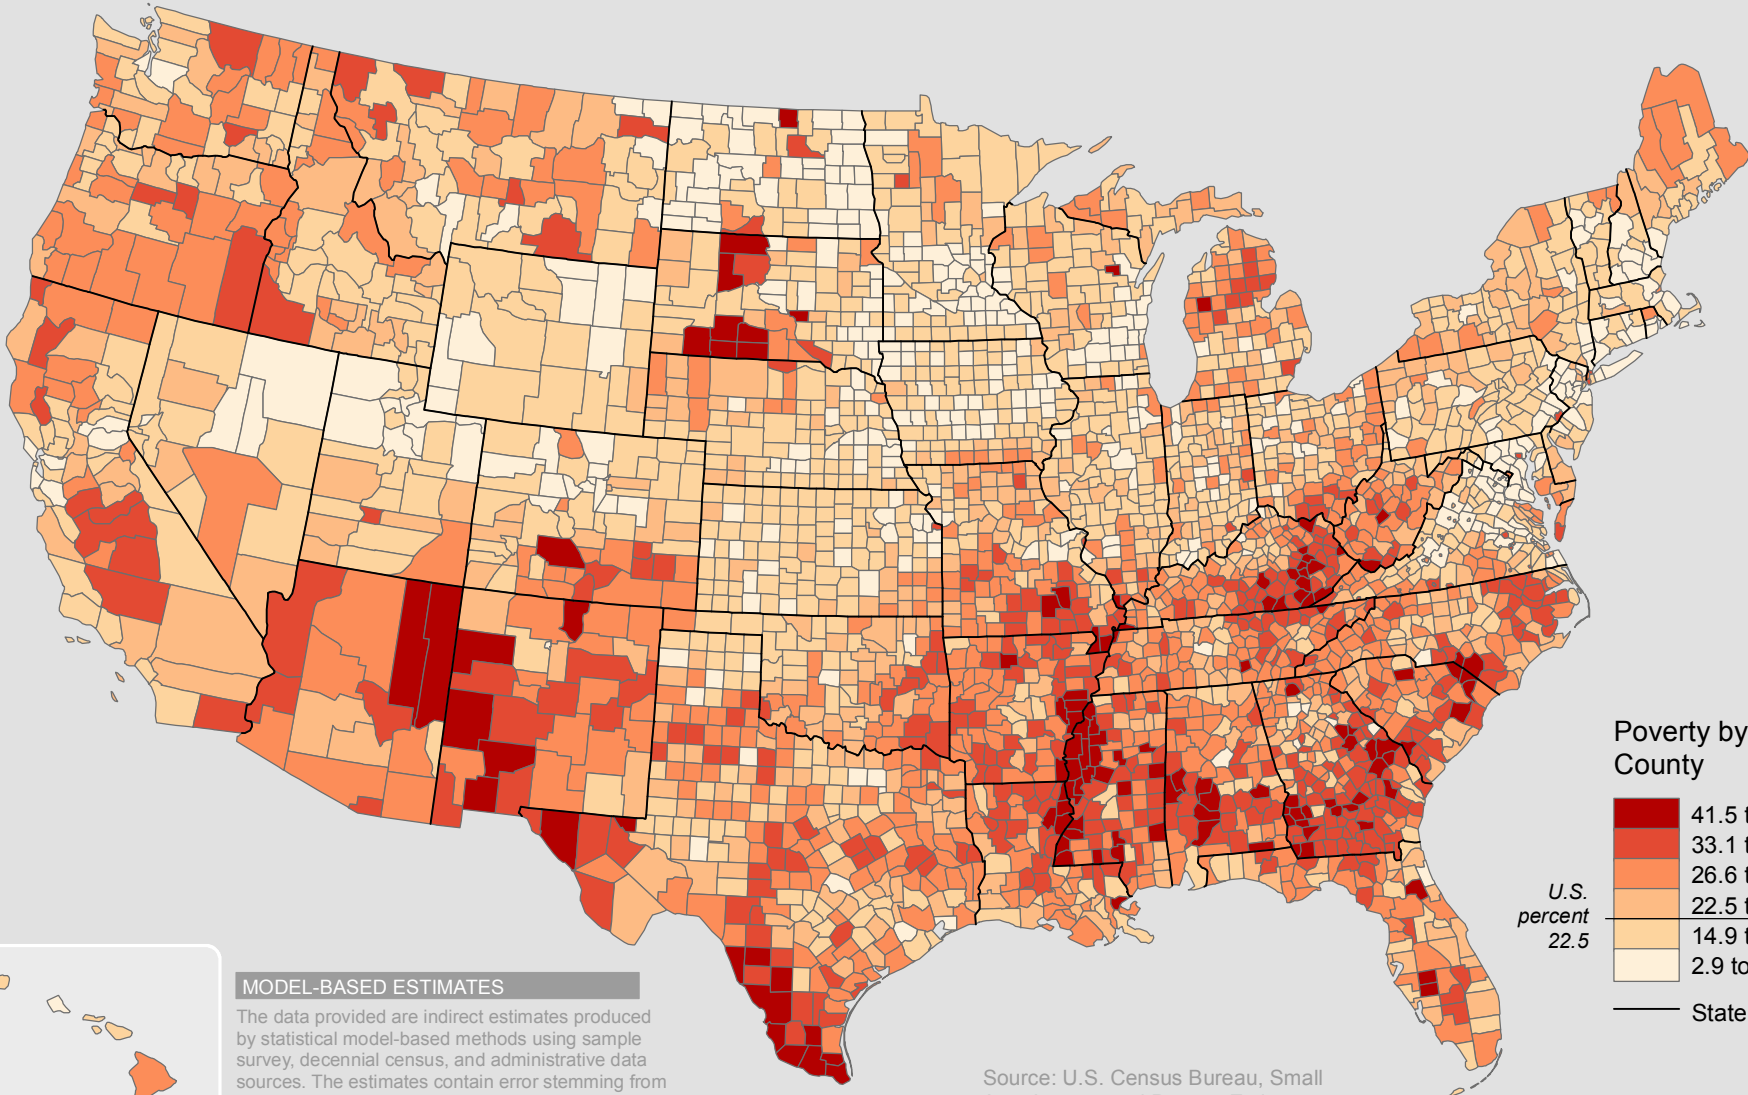 Poverty by
County
41.5 t
33.1 t
26.6 t
22.5 t
14.9 t
2.9 to
U.S.
percent
22.5
State
MODEL-BASED ESTIMATES
The data provided are indirect estimates produced
by statistical model-based methods using sample
survey, decennial census, and administrative data
sources. The estimates contain error stemming from
Source: U.S. Census Bureau, Small